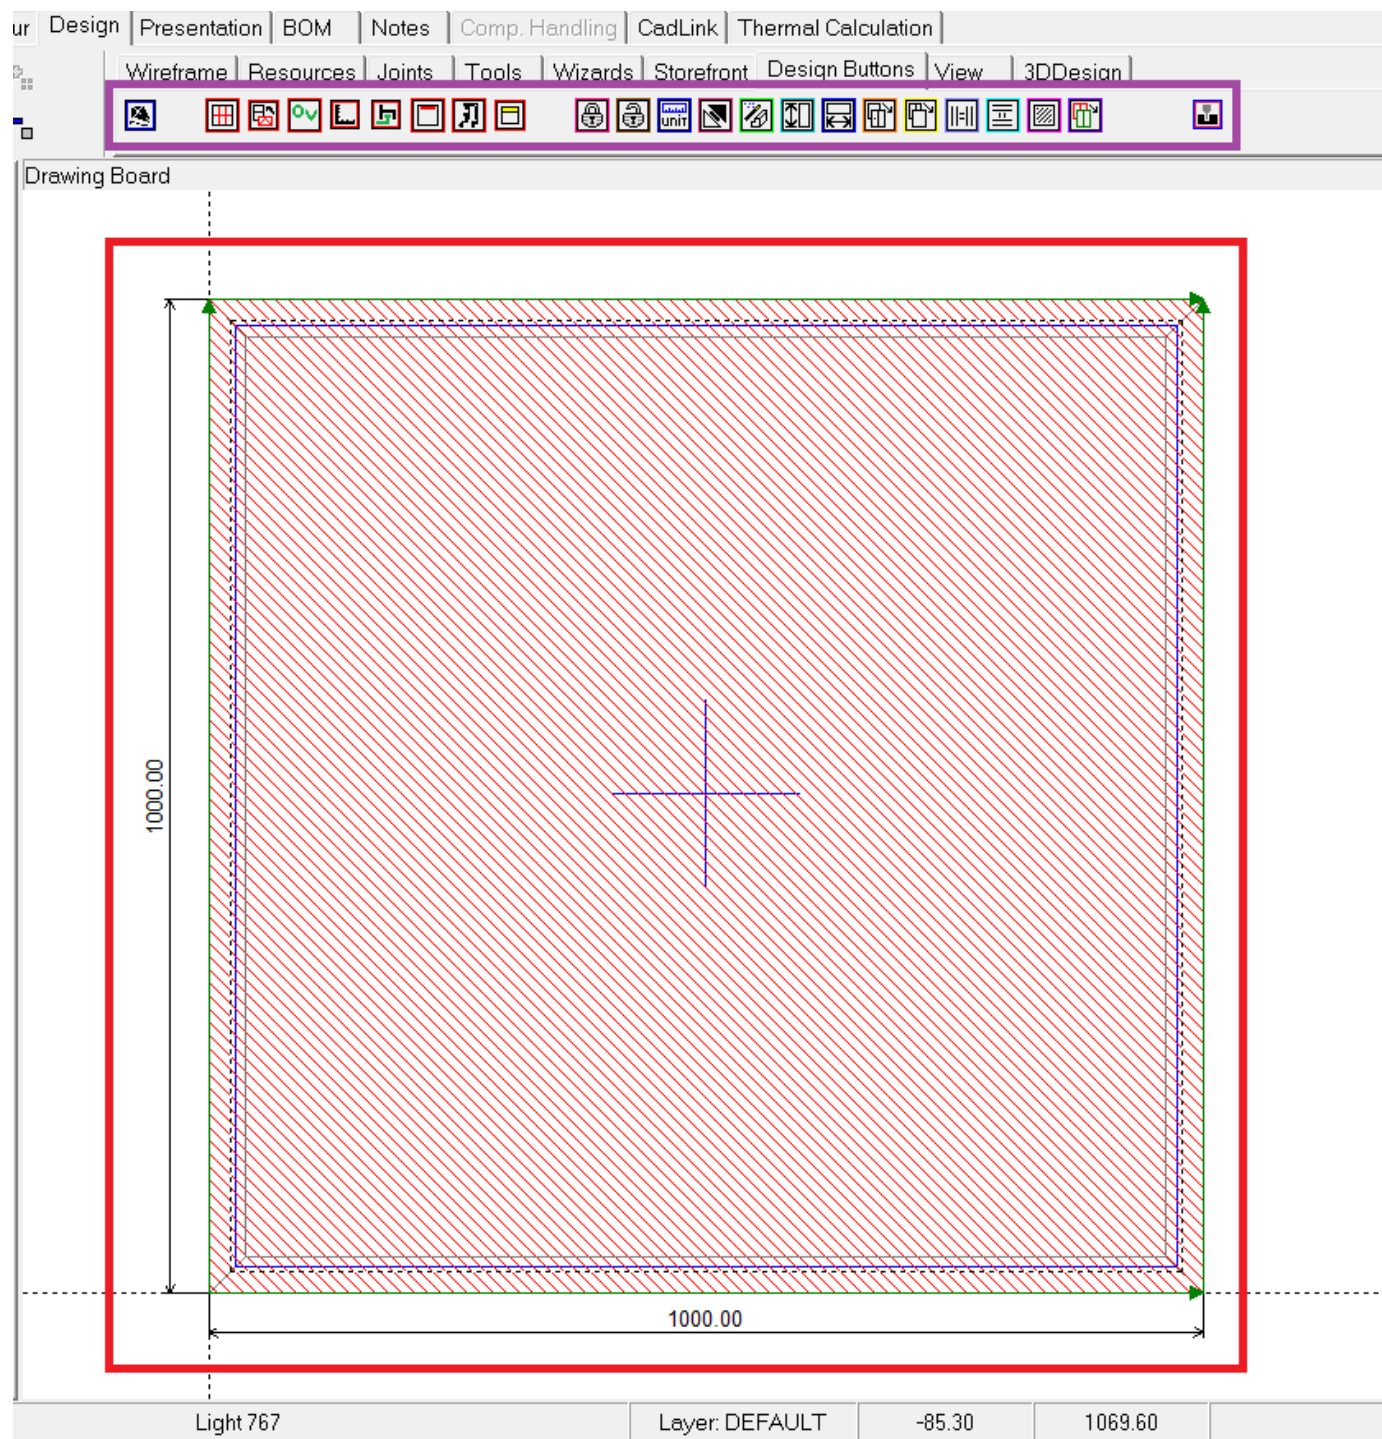 ur Design Presentation BOM Notes Comp. Handling CadLink Thermal Calculation
Wireframe Resources Joints Tools Wizards Storefront Design Buttons View 3DDesign
unit
Drawing Board
1000.00
1000.00
Light 767 Layer: DEFAULT -85.30 1069.60